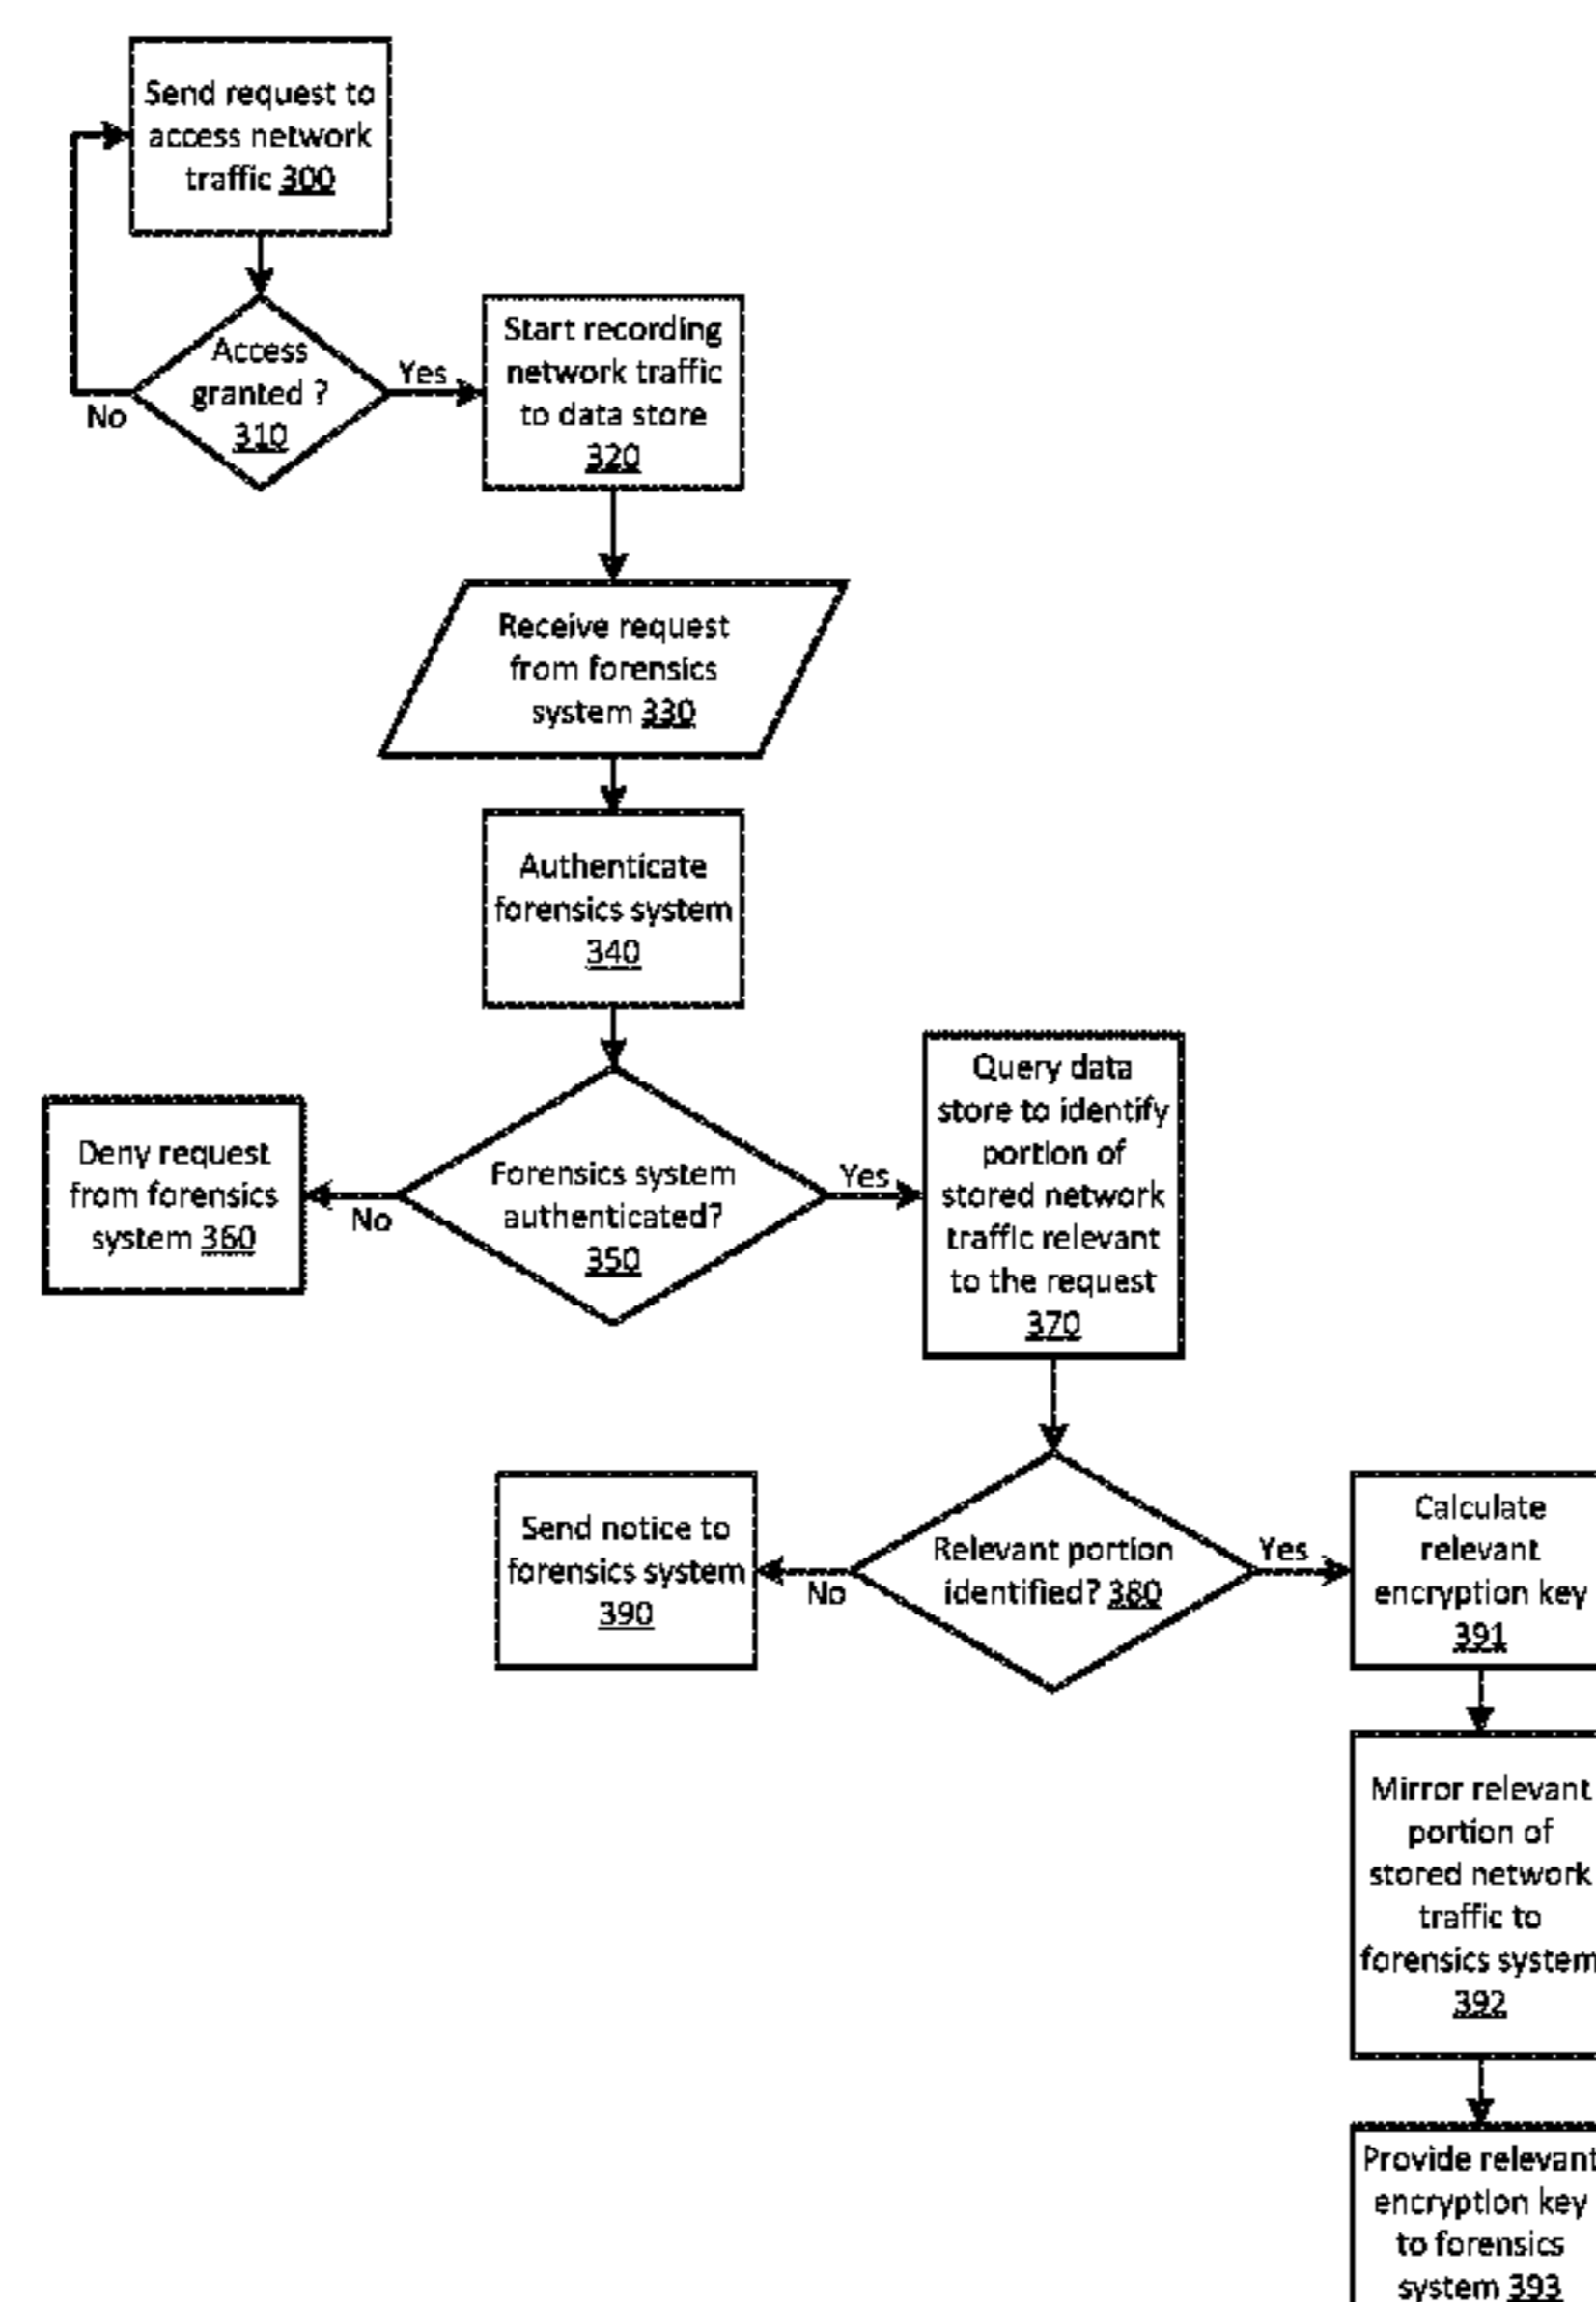 Send request to
access network
traffic 300
Access
granted ?
310
No
Yes
Start recording
network traffic
to data store
320
Receive request
from forensics
system 330
Authenticate
forensics system
340
Forensics system
authenticated?
350
No
Deny request
from forensics
system 360
Yes
Query data
store to identify
portion of
stored network
traffic relevant
to the request
370
Relevant portion
identified? 380
No
Send notice to
forensics system
390
Yes
Calculate
relevant
encryption key
391
Mirror relevant
portion of
stored network
traffic to
forensics system
392
Provide relevant
encryption key
to forensics
system 393